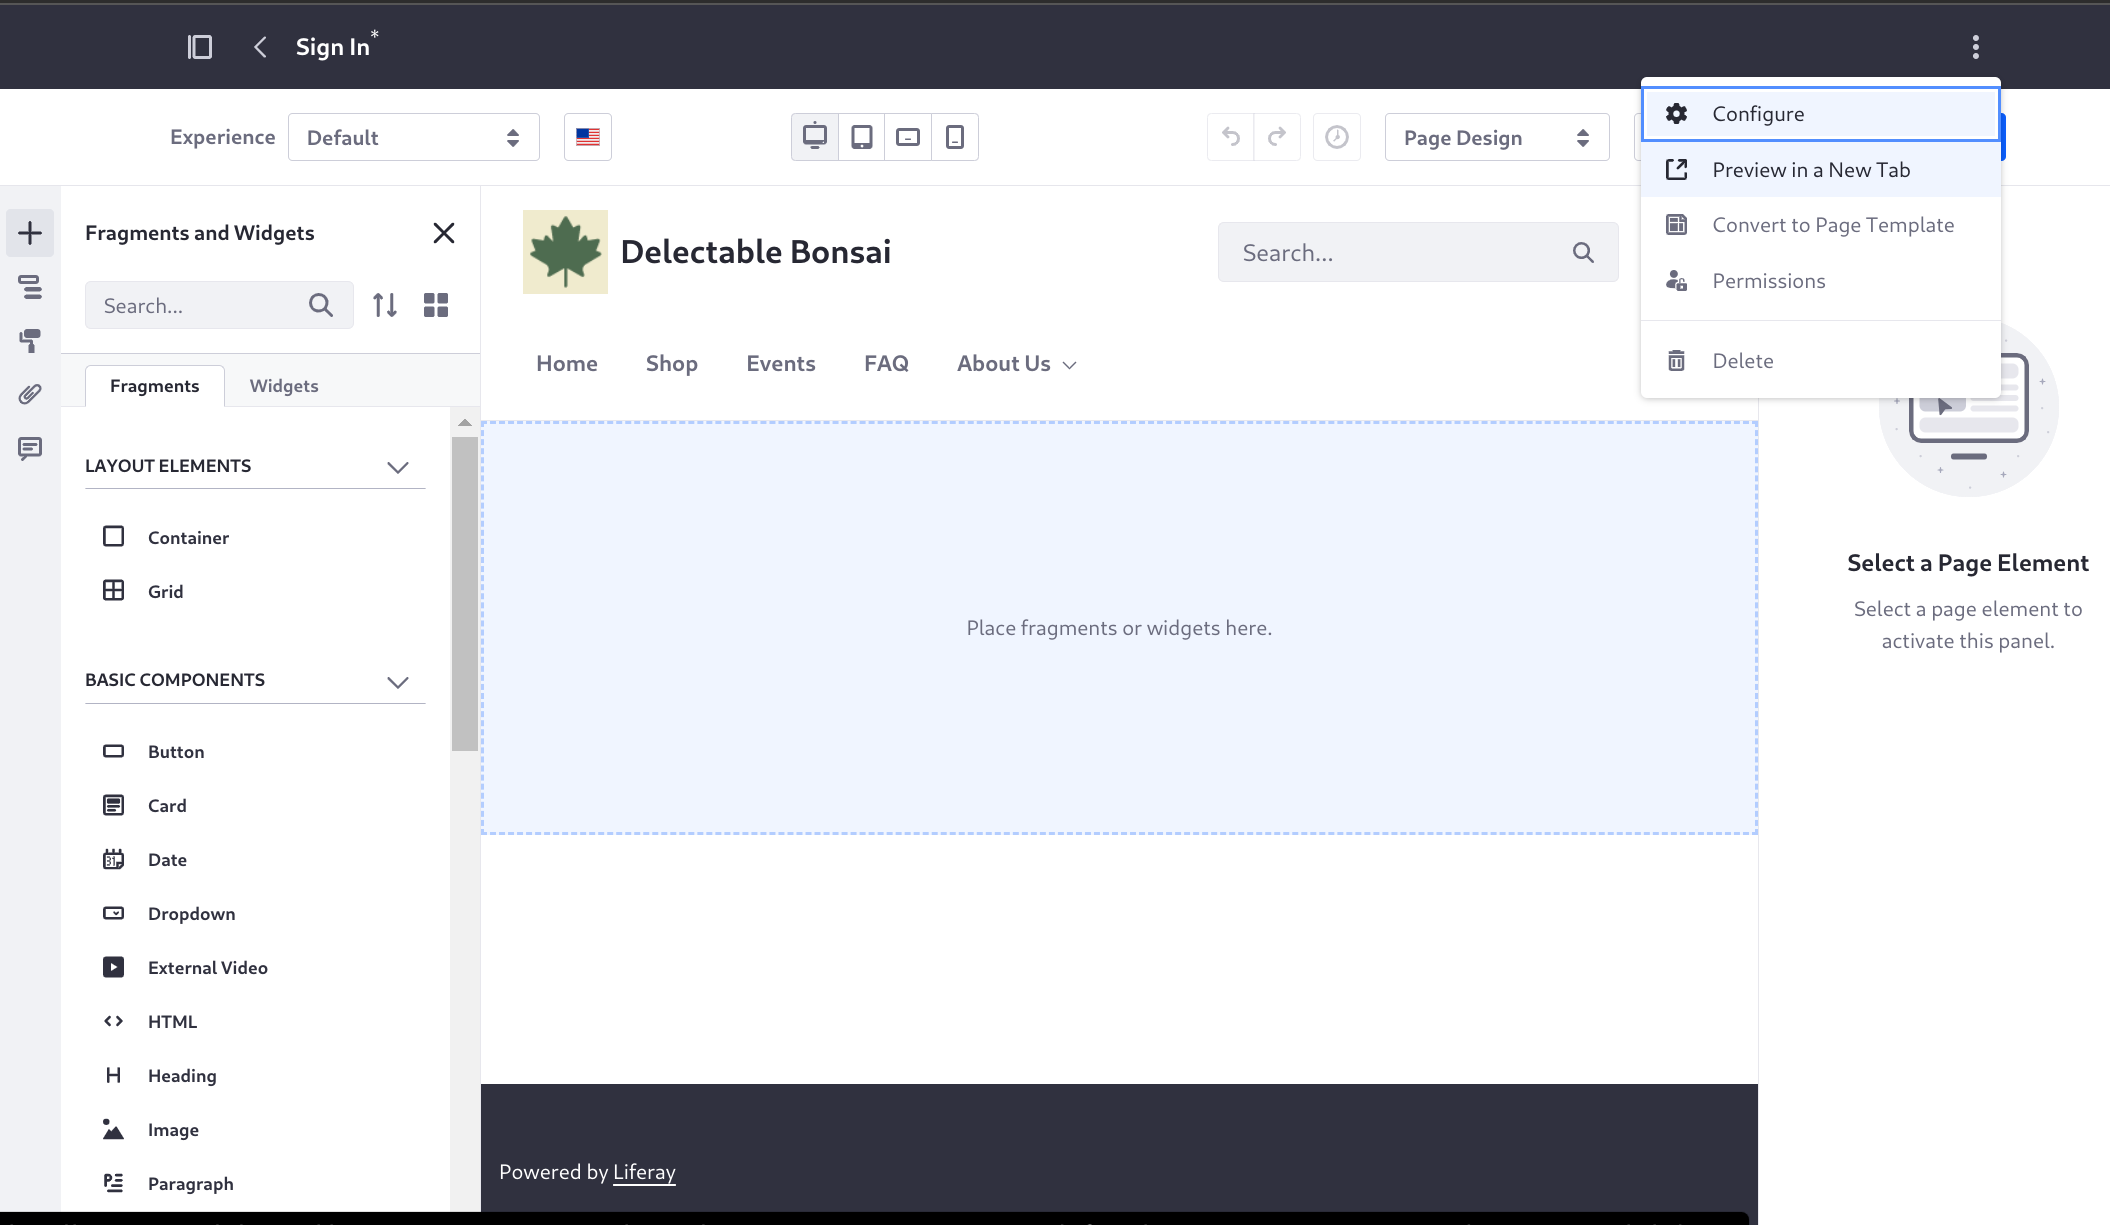 Sign In*
Experience
Default
Page Design
Configure
Preview in a New Tab
Convert to Page Template
Permissions
Delete
Fragments and Widgets
Search...
Fragments
Widgets
LAYOUT ELEMENTS
Container
Grid
BASIC COMPONENTS
Button
Card
31
Date
Dropdown
External Video
HTML
H
Heading
Image
Paragraph
Delectable Bonsai
Search...
Home
Shop
Events
FAQ
About Us
Place fragments or widgets here.
Powered by Liferay
Select a Page Element
Select a page element to
activate this panel.